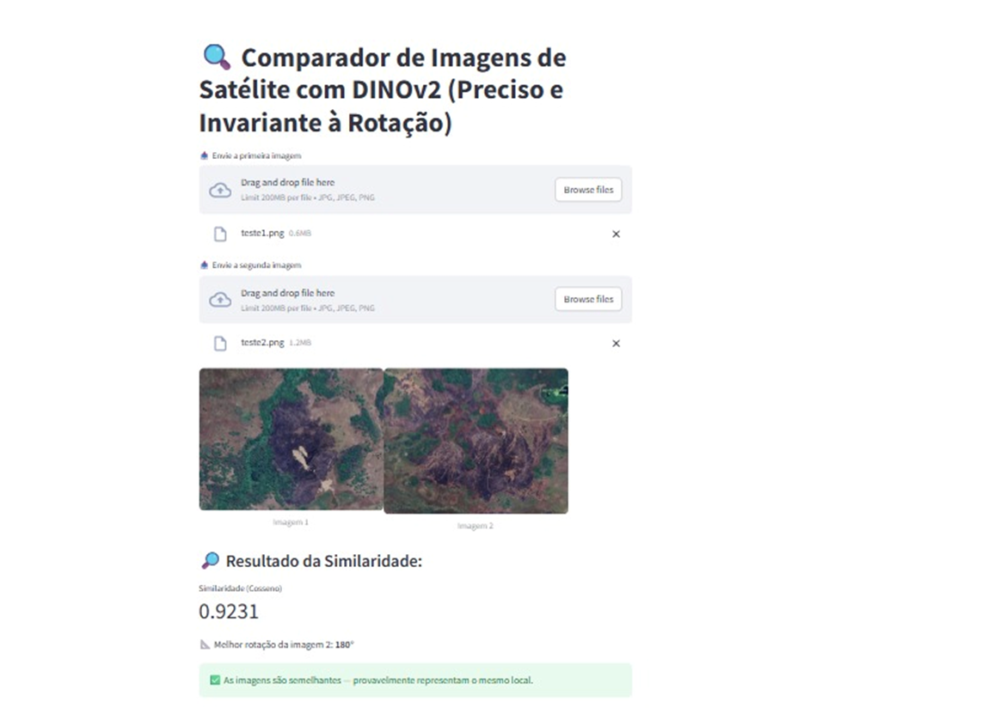 Comparador de Imagens de
Satélite com DINOv2 (Preciso e
Invariante à Rotação)
Envie a primeira imagem
Drag and drop file here
Limit 200MB per file • JPG, JPEG, PNG
Browse files
teste1.png 0.6MB
Envie a segunda imagem
Drag and drop file here
Limit 200MB per file • JPG, JPEG, PNG
Browse files
teste2.png 1.2MB
Imagem 1
Imagem 2
Resultado da Similaridade:
Similaridade (Cosseno)
0.9231
Melhor rotação da imagem 2: 180°
As imagens são semelhantes — provavelmente representam o mesmo local.